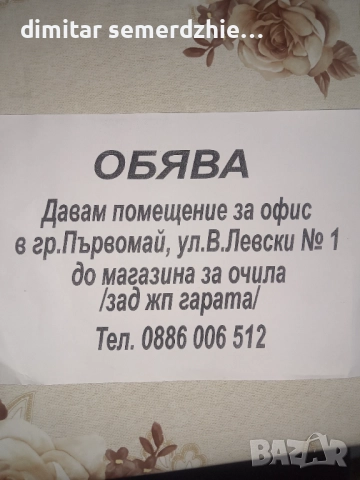 dimitar semerdzhie...
ОБЯВА
Давам помещение за офис
в гр.Първомай, ул.В.Левски № 1
до магазина за очила
/зад жп гарата/
Тел. 0886 006 512
BAZAR